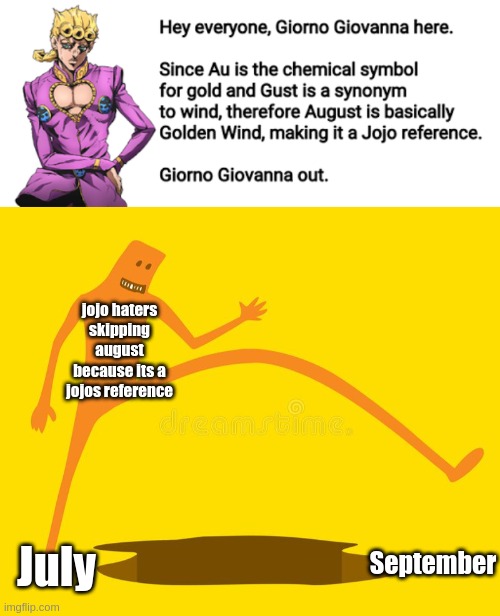 Hey everyone, Giorno Giovanna here.
Since Au is the chemical symbol
for gold and Gust is a synonym
to wind, therefore August is basically
Golden Wind, making it a Jojo reference.
Giorno Giovanna out.
jojo haters
skipping
august
because its a
jojos reference
dreamstime.
July
September
imgflip.com